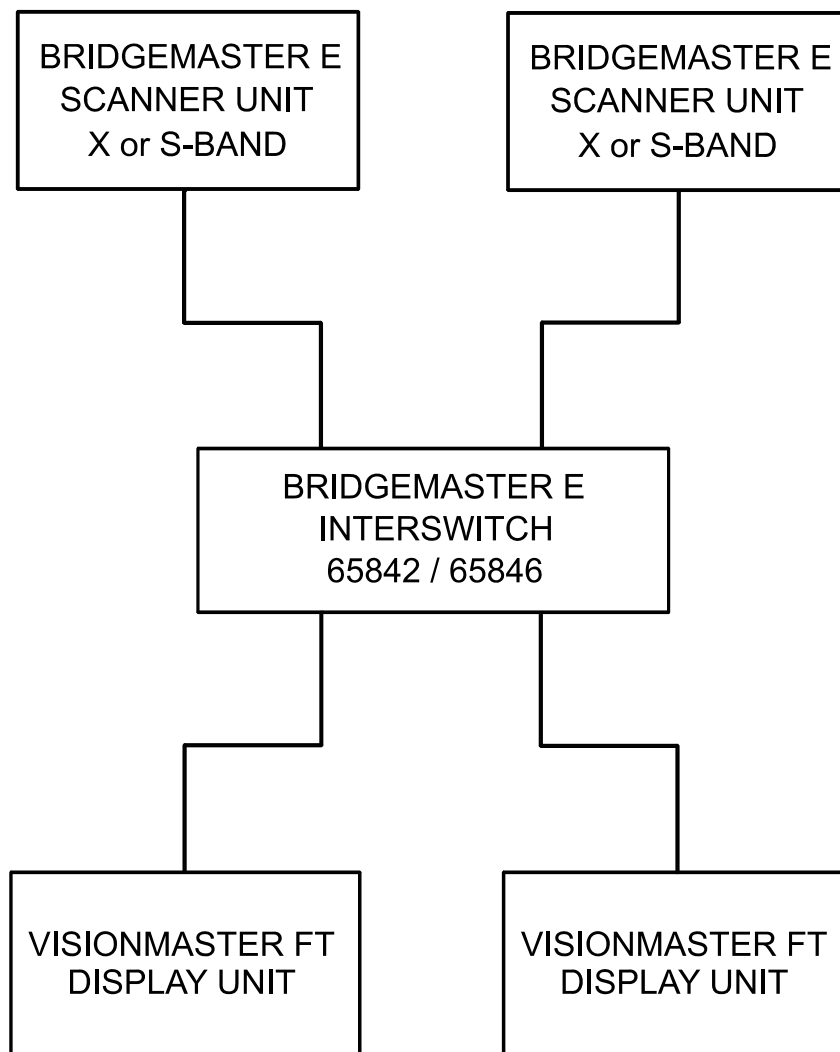 BRIDGEMASTER E
SCANNER UNIT
X or S-BAND
BRIDGEMASTER E
SCANNER UNIT
X or S-BAND
BRIDGEMASTER E
INTERSWITCH
65842 / 65846
VISIONMASTER FT
DISPLAY UNIT
VISIONMASTER FT
DISPLAY UNIT